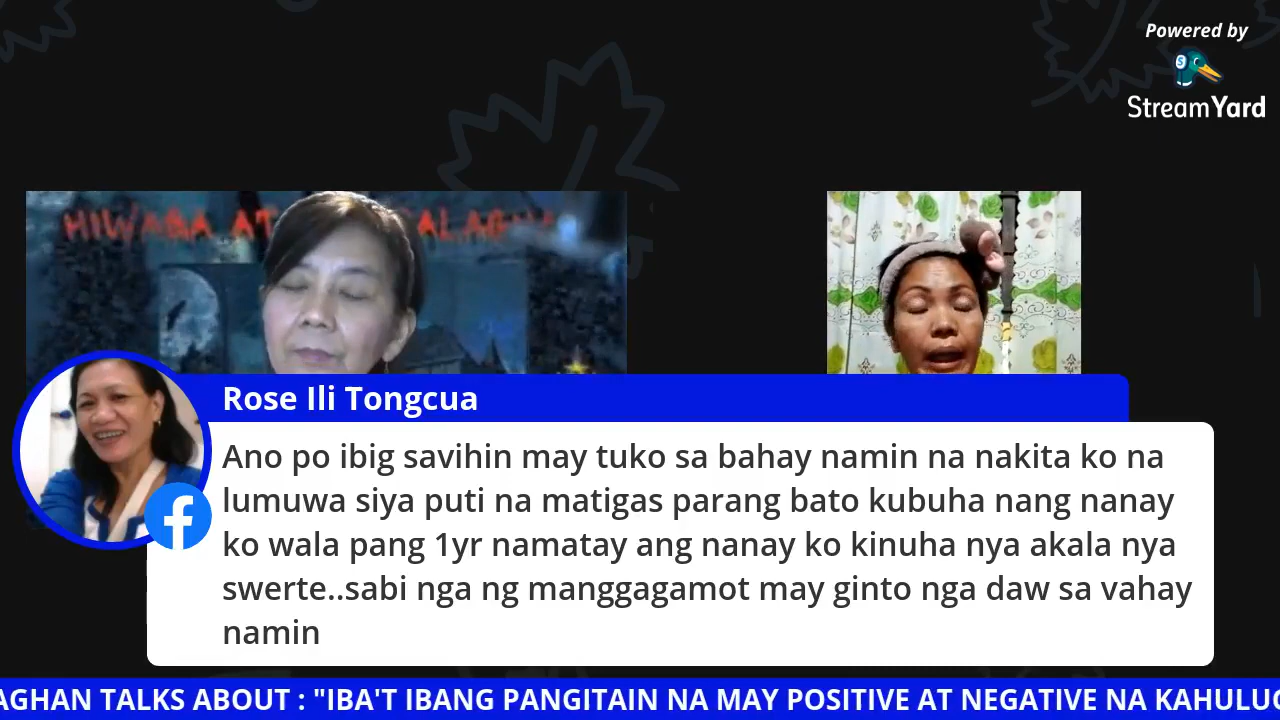 Powered by
StreamYard
HIWAGA AT
Rose Ili Tongcua
Ano po ibig savihin may tuko sa bahay namin na nakita ko na
lumuwa siya puti na matigas parang bato kubuha nang nanay
ko wala pang 1yr namatay ang nanay ko kinuha nya akala nya
swerte..sabi nga ng manggagamot may ginto nga daw sa vahay
namin
AGHAN TALKS ABOUT : "IBA'T IBANG PANGITAIN NA MAY POSITIVE AT NEGATIVE NA KAHULUG